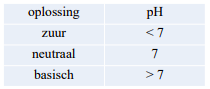 oplossing pH
zuur < 7
neutraal 7
basisch > 7